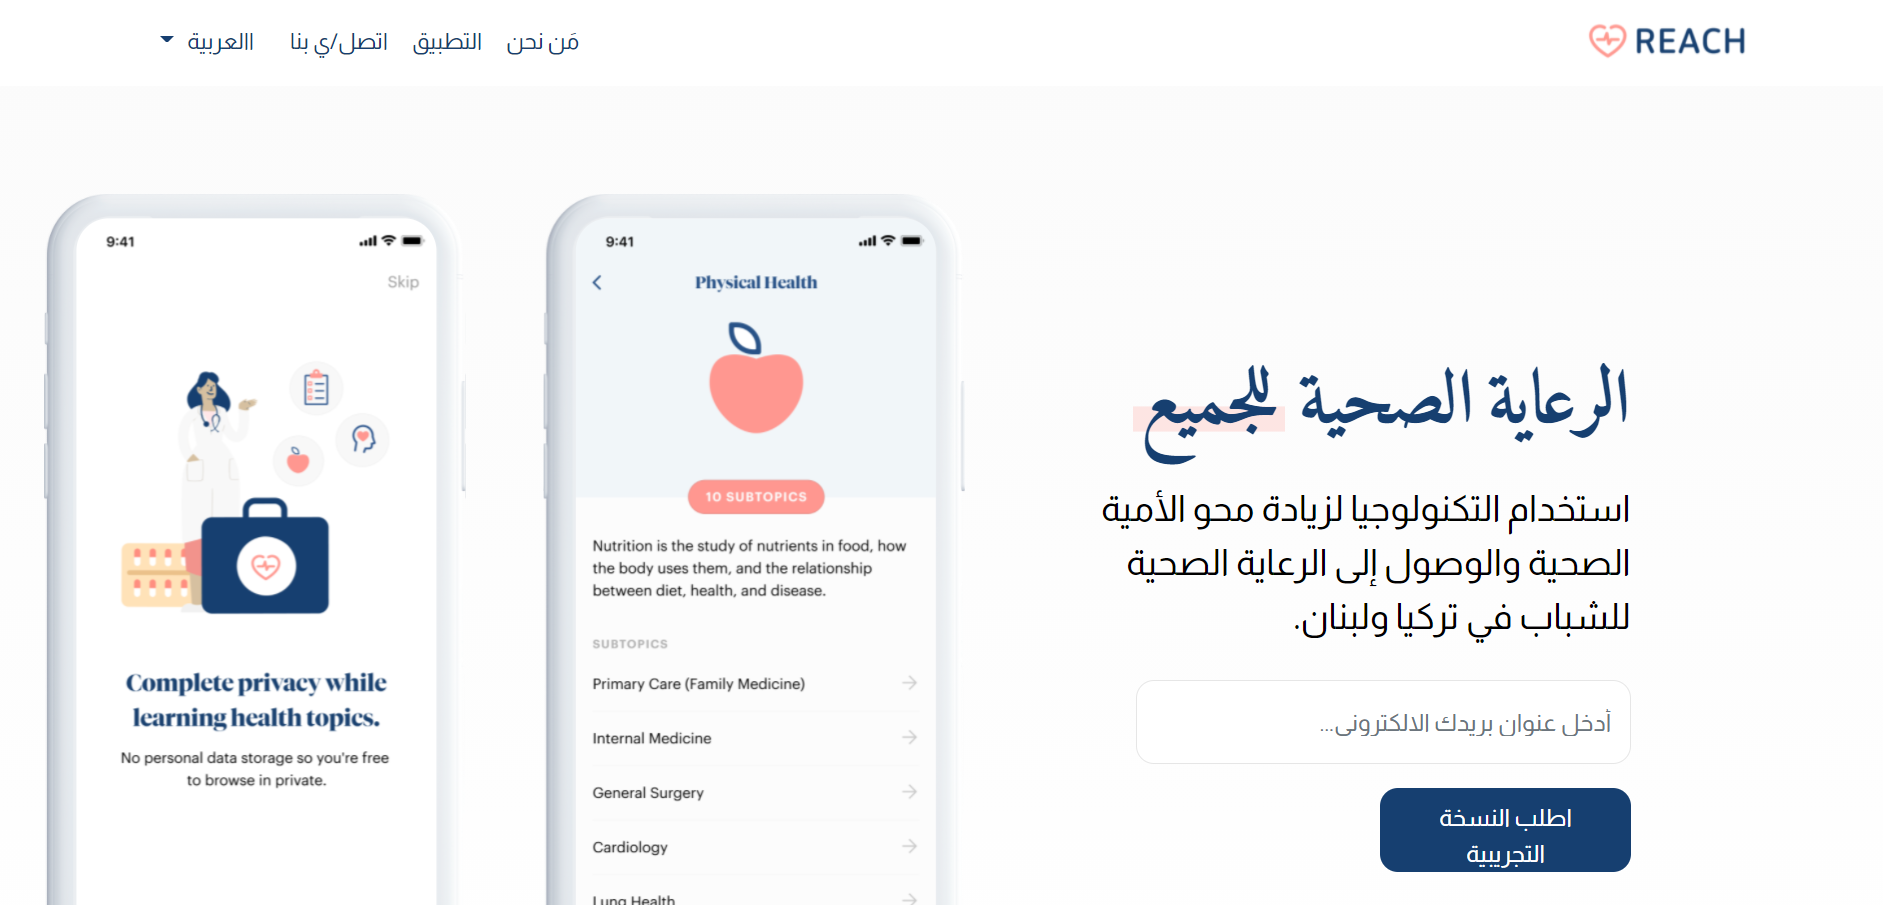 REACH
مَن نحن
التطبيق
اتصل/ي بنا
االعربية
الرعاية الصحية للجميع
استخدام التكنولوجيا لزيادة محو الأمية
الصحية والوصول إلى الرعاية الصحية
للشباب في تركيا ولبنان.
أدخل عنوان بريدك الالكتروني...
اطلب النسخة
التجريبية
9:41
Physical Health
10 SUBTOPICS
Nutrition is the study of nutrients in food, how
the body uses them, and the relationship
between diet, health, and disease.
SUBTOPICS
Primary Care (Family Medicine)
Internal Medicine
General Surgery
Cardiology
Lung Health
9:41
Skip
Complete privacy while
learning health topics.
No personal data storage so you're free
to browse in private.